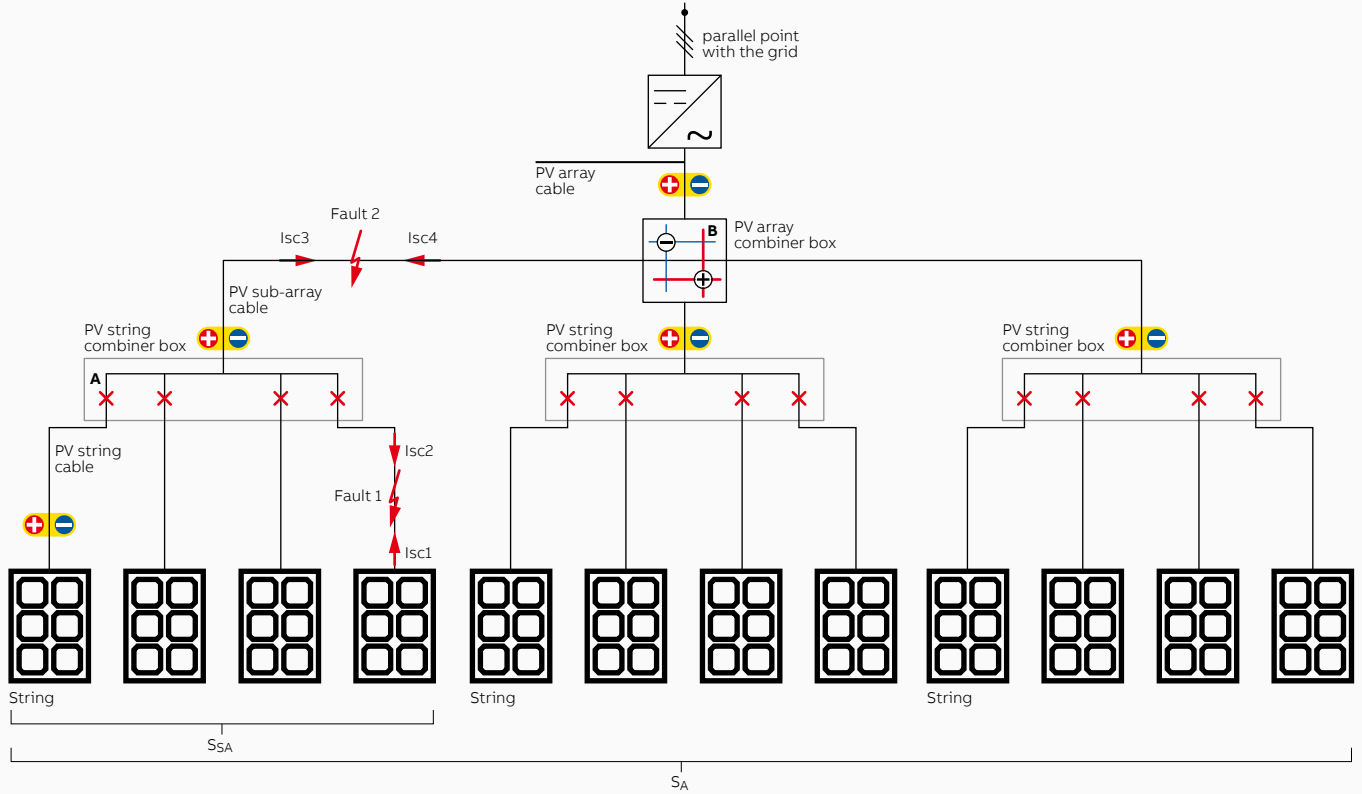 parallel point
with the grid
PV array
cable
Fault 2
Isc3
Isc4
B
PV array
combiner box
PV sub-array
cable
PV string
combiner box
PV string
combiner box
PV string
combiner box
A
PV string
cable
Isc2
Fault 1
Isc1
String
String
String
SSA
SA